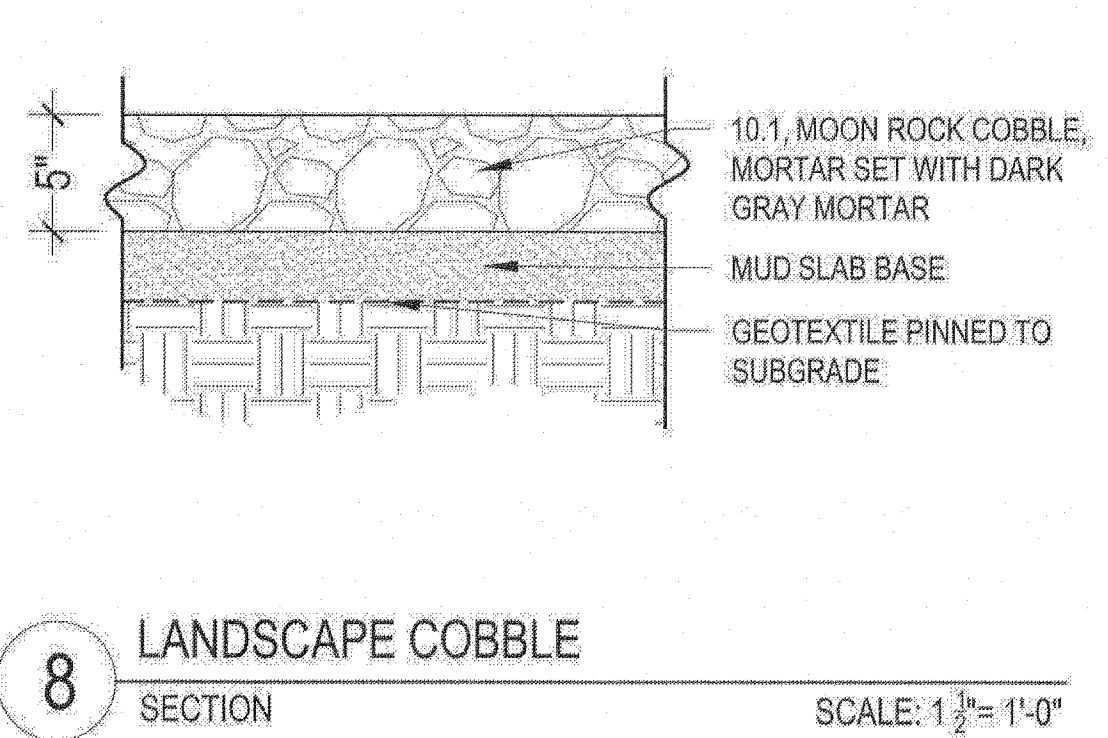 5"
10.1, MOON ROCK COBBLE,
MORTAR SET WITH DARK
GRAY MORTAR
MUD SLAB BASE
GEOTEXTILE PINNED TO
SUBGRADE
8
LANDSCAPE COBBLE
SECTION
SCALE: 1 1/2"= 1'-0"